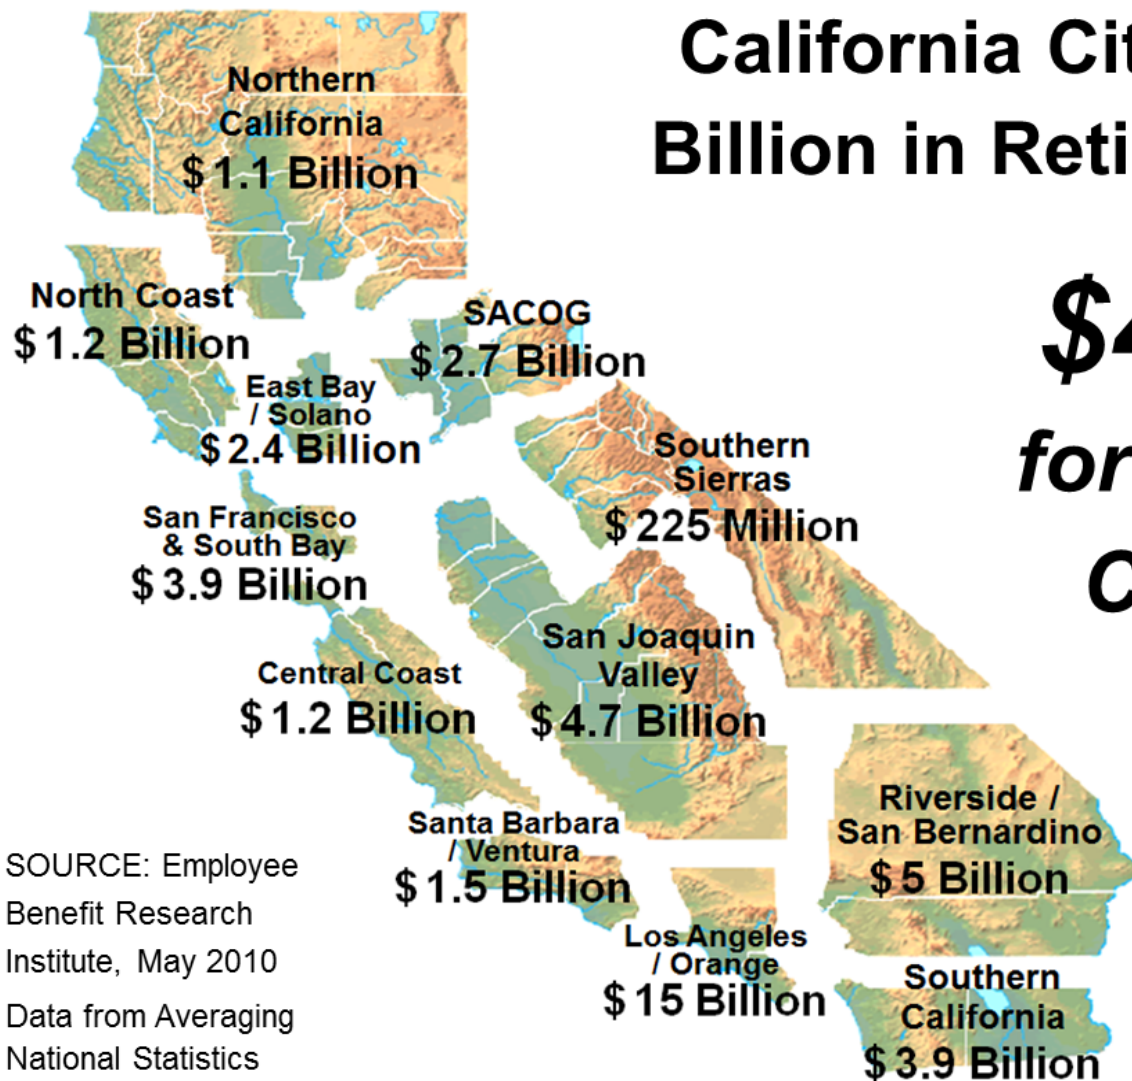 California Cit
Billion in Reti
$4
for
C
Northern
California
$1.1 Billion
North Coast
$1.2 Billion
SACOG
$2.7 Billion
East Bay
/ Solano
$2.4 Billion
Southern
Sierras
$225 Million
San Francisco
& South Bay
$3.9 Billion
San Joaquin
Valley
$4.7 Billion
Central Coast
$1.2 Billion
Riverside /
San Bernardino
$5 Billion
Santa Barbara
/ Ventura
$1.5 Billion
Los Angeles
/ Orange
$15 Billion
Southern
California
$3.9 Billion
SOURCE: Employee
Benefit Research
Institute, May 2010
Data from Averaging
National Statistics